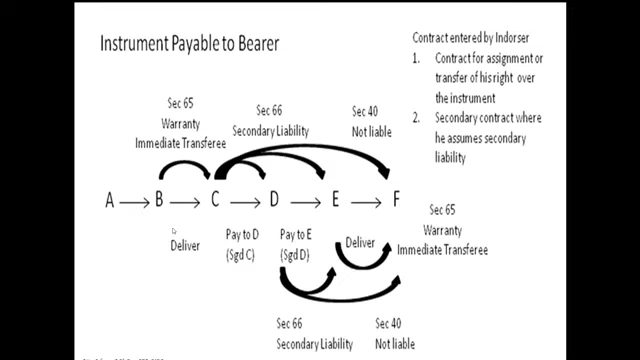 Instrument Payable to Bearer
Contract entered by Indorser
1. Contract for assignment or
transfer of his right over
the instrument
2. Secondary contract where
he assumes secondary
liability
Sec 65
Warranty
Immediate Transferee
Sec 66
Secondary Liability
Sec 40
Not liable
A B C D E F
Deliver
Pay to D
(Sgd C)
Pay to E
(Sgd D)
Deliver
Sec 65
Warranty
Immediate Transferee
Sec 66
Secondary Liability
Sec 40
Not liable